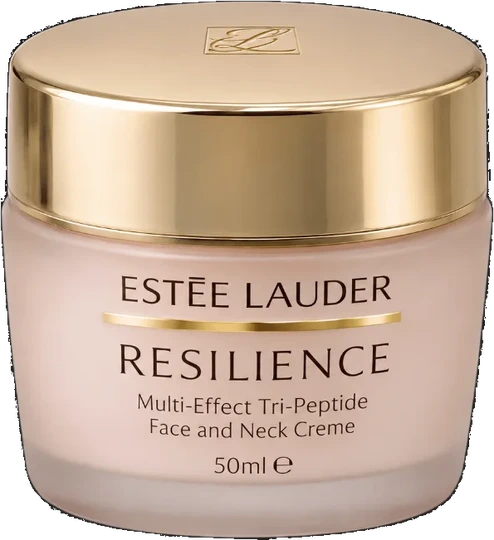 ESTĒE LAUDER
RESILIENCE
Multi-Effect Tri-Peptide
Face and Neck Creme
50ml ℮